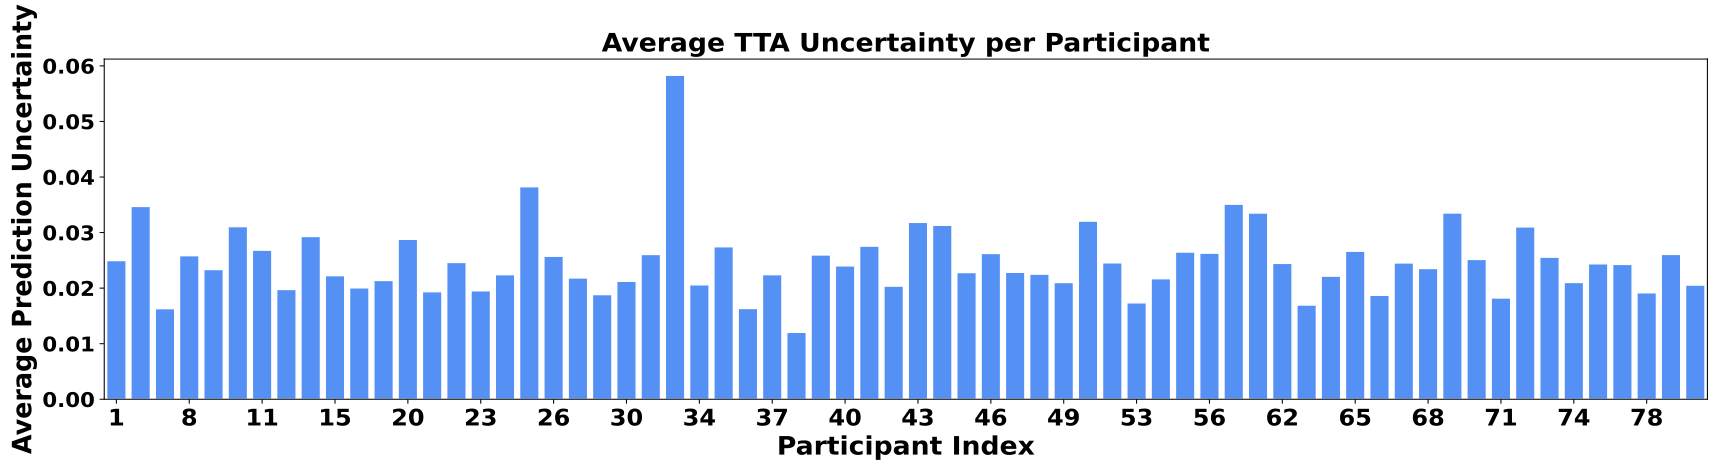 Average TTA Uncertainty per Participant
Average Prediction Uncertainty
0.06
0.05
0.04
0.03
0.02
0.01
0.00
1 8 11 15 20 23 26 30 34 37 40 43 46 49 53 56 62 65 68 71 74 78
Participant Index